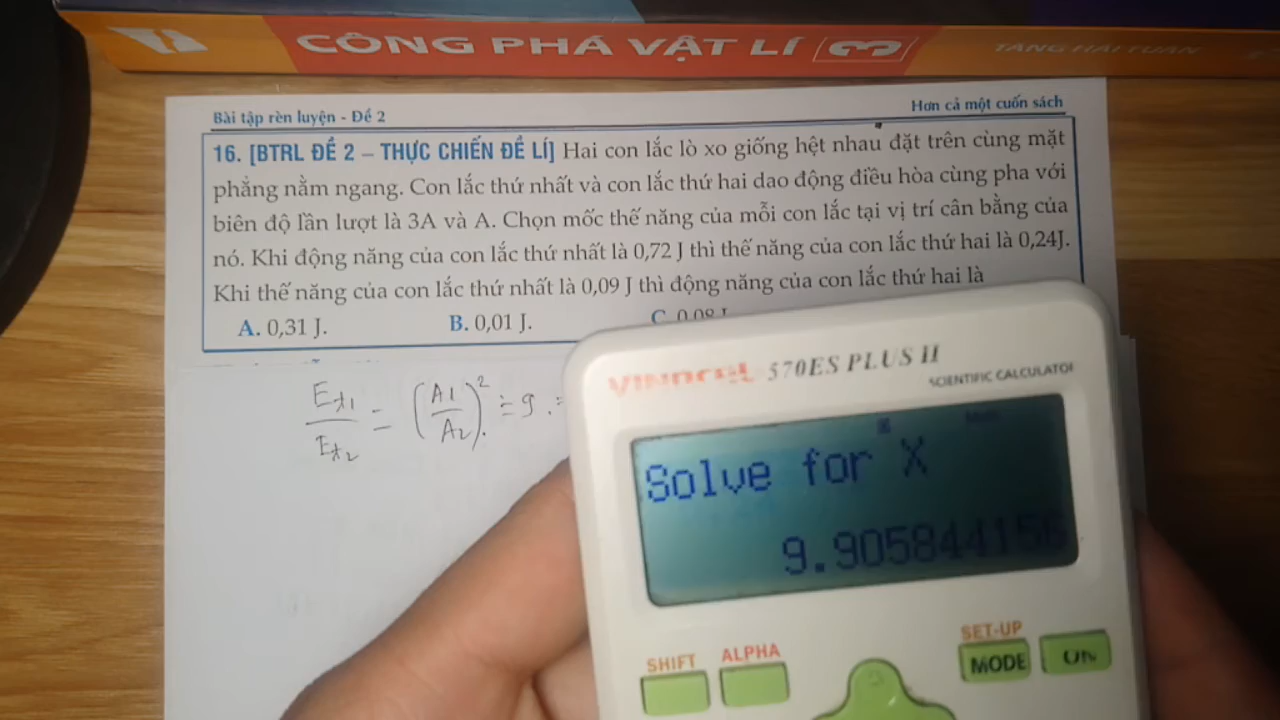 CÔNG PHÁ VẬT LÍ 3
TĂNG HẢI TUÂN
Bài tập rèn luyện - Đề 2
Hơn cả một cuốn sách
16. [BTRL ĐỀ 2 – THỰC CHIẾN ĐỀ LÍ] Hai con lắc lò xo giống hệt nhau đặt trên cùng mặt
phẳng nằm ngang. Con lắc thứ nhất và con lắc thứ hai dao động điều hòa cùng pha với
biên độ lần lượt là 3A và A. Chọn mốc thế năng của mỗi con lắc tại vị trí cân bằng của
nó. Khi động năng của con lắc thứ nhất là 0,72 J thì thế năng của con lắc thứ hai là 0,24J.
Khi thế năng của con lắc thứ nhất là 0,09 J thì động năng của con lắc thứ hai là
A. 0,31 J. B. 0,01 J. C
Et1 / Et2 = (A1 / A2)² = 9
VINACAL 570ES PLUS II
SCIENTIFIC CALCULATOR
Solve for X
9.905844156
SHIFT ALPHA
SET-UP
MODE ON